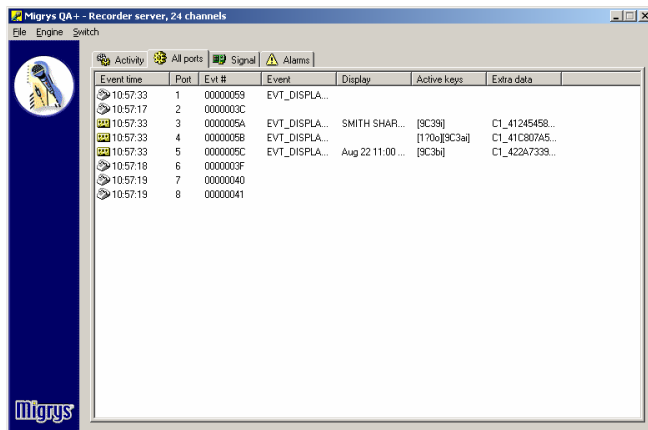 Migrys QA+ - Recorder server, 24 channels
File Engine Switch
Activity All ports Signal Alarms
Event time Port Evt # Event Display Active keys Extra data
10:57:33 1 00000059 EVT_DISPLA...
10:57:17 2 0000003C
10:57:33 3 0000005A EVT_DISPLA... SMITH SHAR... [9C39i] C1_41245458...
10:57:33 4 0000005B EVT_DISPLA... [1?0o][9C3ai] C1_41C807A5...
10:57:33 5 0000005C EVT_DISPLA... Aug 22 11:00 ... [9C3bi] C1_422A7339...
10:57:18 6 0000003F
10:57:19 7 00000040
10:57:19 8 00000041
Migrys